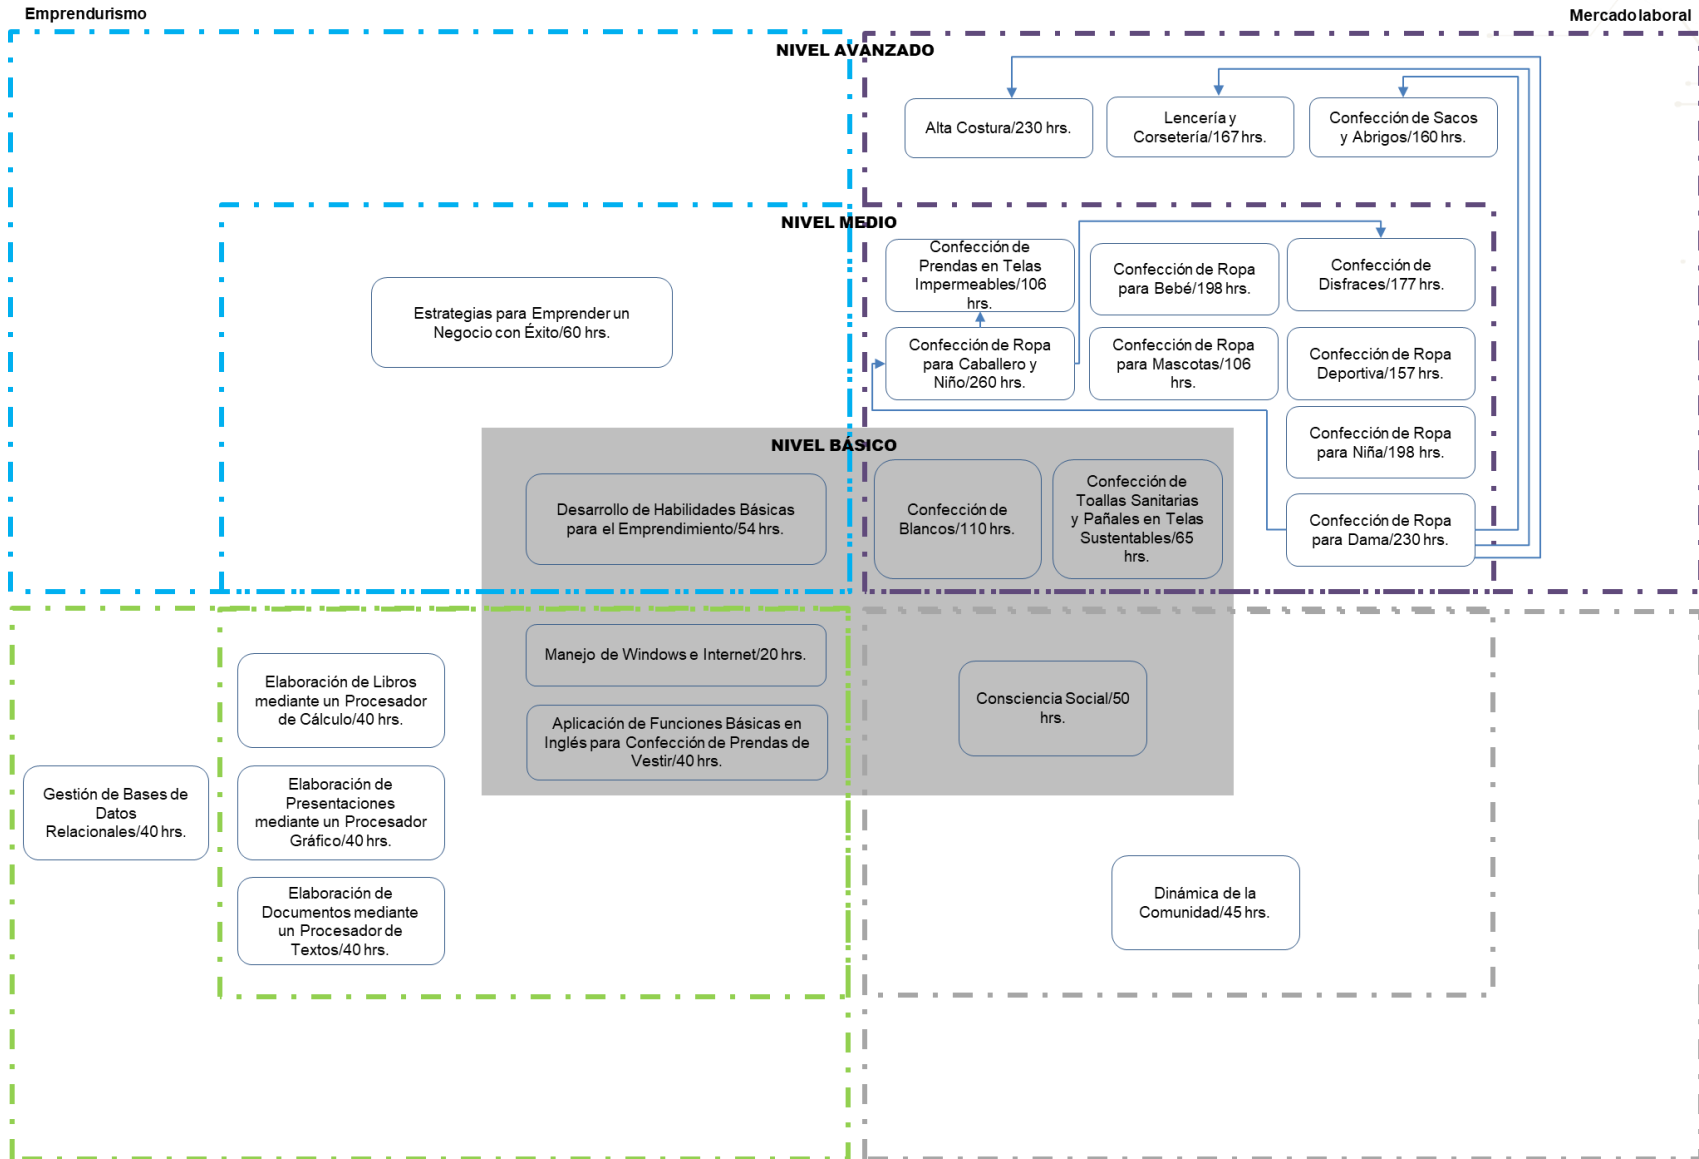 Emprendurismo
Mercado laboral
NIVEL AVANZADO
Alta Costura/230 hrs.
Lencería y
Corsetería/167 hrs.
Confección de Sacos
y Abrigos/160 hrs.
NIVEL MEDIO
Estrategias para Emprender un
Negocio con Éxito/60 hrs.
Confección de
Prendas en Telas
Impermeables/106
hrs.
Confección de Ropa
para Bebé/198 hrs.
Confección de
Disfraces/177 hrs.
Confección de Ropa
para Caballero y
Niño/260 hrs.
Confección de Ropa
para Mascotas/106
hrs.
Confección de Ropa
Deportiva/157 hrs.
Confección de Ropa
para Niña/198 hrs.
Confección de Ropa
para Dama/230 hrs.
NIVEL BÁSICO
Desarrollo de Habilidades Básicas
para el Emprendimiento/54 hrs.
Confección de
Blancos/110 hrs.
Confección de
Toallas Sanitarias
y Pañales en Telas
Sustentables/65
hrs.
Manejo de Windows e Internet/20 hrs.
Aplicación de Funciones Básicas en
Inglés para Confección de Prendas de
Vestir/40 hrs.
Consciencia Social/50
hrs.
Elaboración de Libros
mediante un Procesador
de Cálculo/40 hrs.
Gestión de Bases de
Datos
Relacionales/40 hrs.
Elaboración de
Presentaciones
mediante un Procesador
Gráfico/40 hrs.
Elaboración de
Documentos mediante
un Procesador de
Textos/40 hrs.
Dinámica de la
Comunidad/45 hrs.